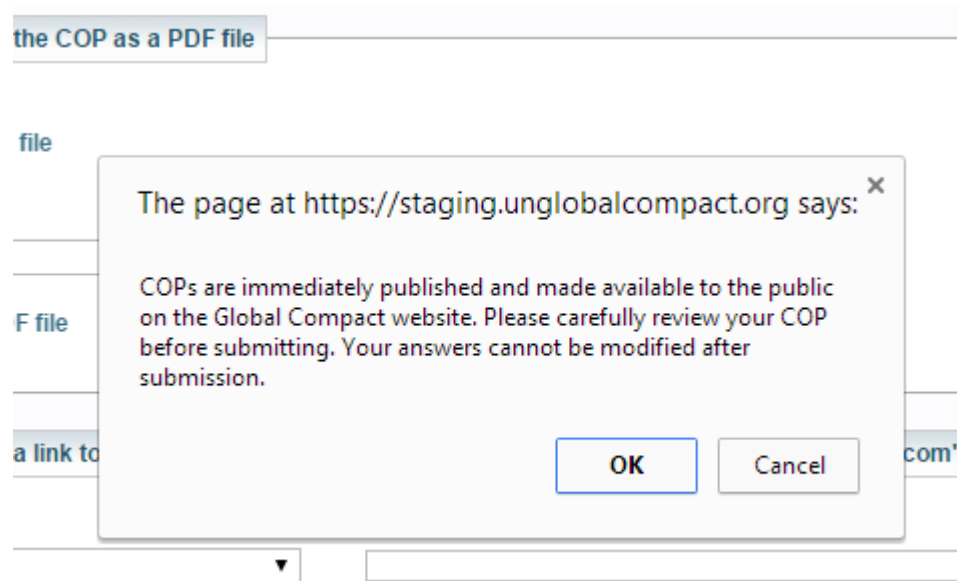 the COP as a PDF file
file
The page at https://staging.unglobalcompact.org says:
COPs are immediately published and made available to the public
on the Global Compact website. Please carefully review your COP
before submitting. Your answers cannot be modified after
submission.
F file
a link to
com'
OK Cancel